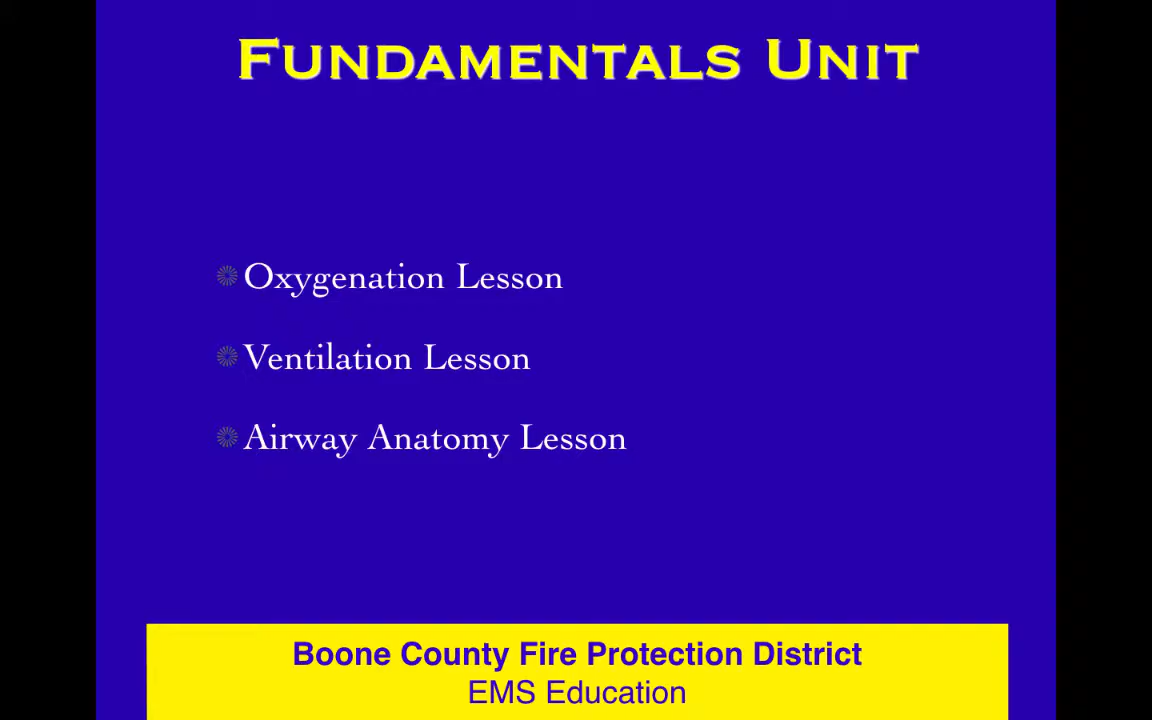 Fundamentals Unit
Oxygenation Lesson
Ventilation Lesson
Airway Anatomy Lesson
Boone County Fire Protection District
EMS Education